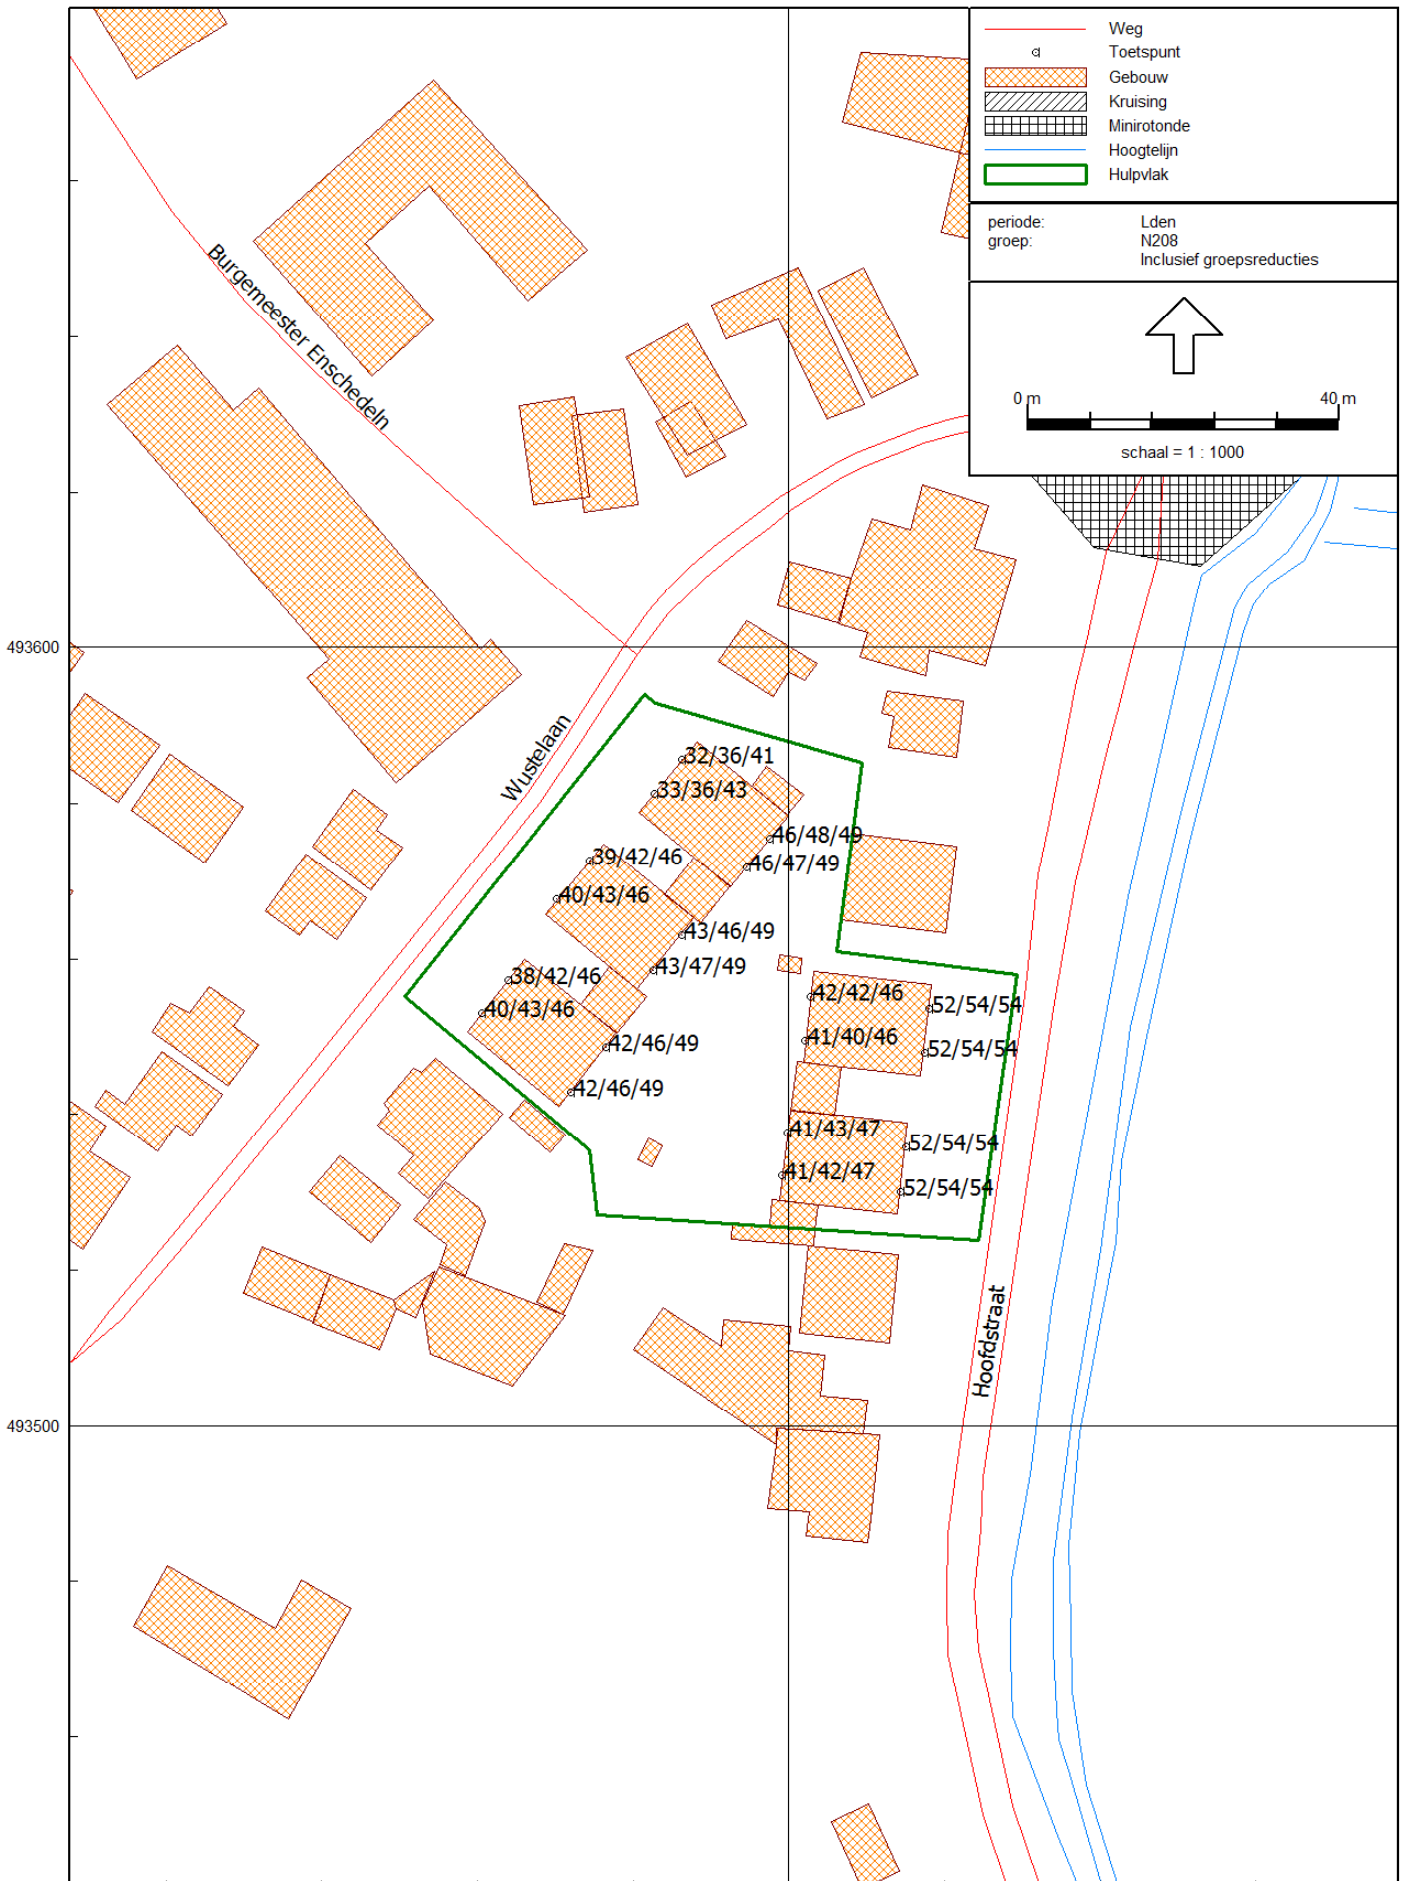 Weg
Toetspunt
Gebouw
Kruising
Minirotonde
Hoogtelijn
Hulpvlak
periode: Lden
groep: N208
Inclusief groepsreducties
0 m 40 m
schaal = 1 : 1000
Burgemeester Enschedeln
493600
Wustelaan
32/36/41
33/36/43
46/48/49
46/47/49
39/42/46
40/43/46
43/46/49
43/47/49
38/42/46
40/43/46
42/46/49
42/46/49
42/42/46
52/54/54
41/40/46
52/54/54
41/43/47
52/54/54
41/42/47
52/54/54
Hoofdstraat
493500